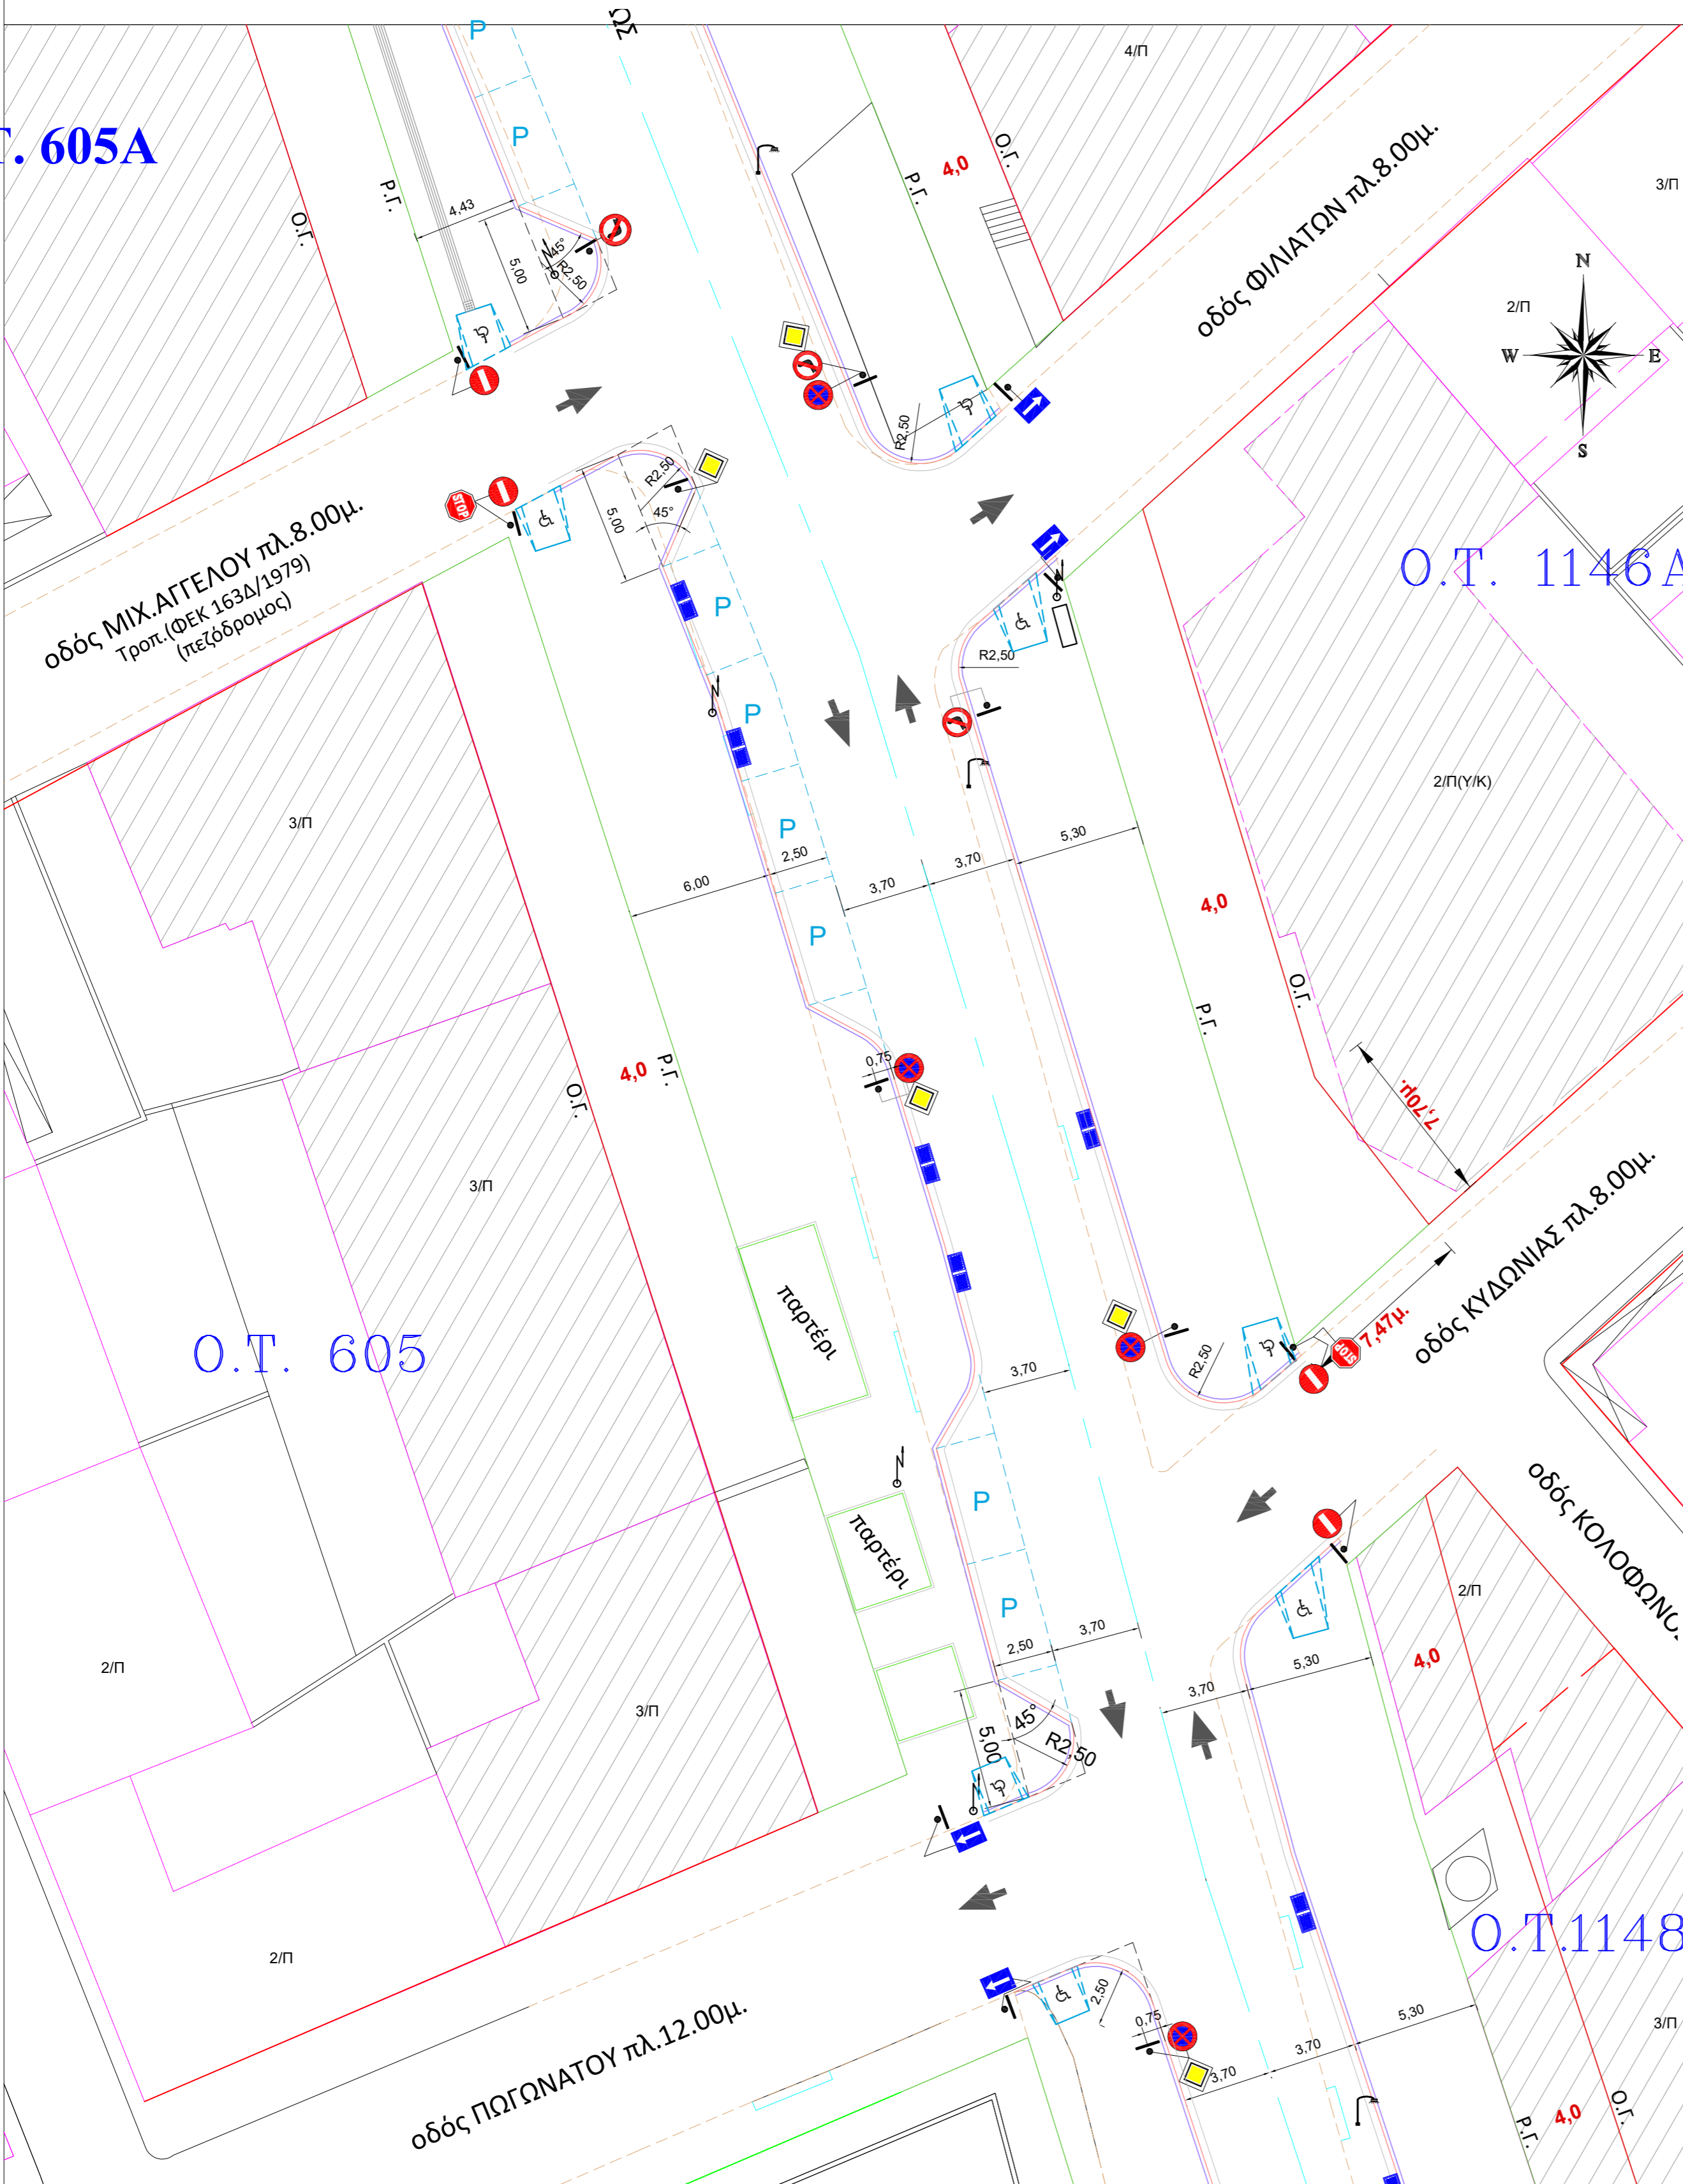 P
ΣΩ
4/Π
Τ. 605Α
P
Ρ.Γ.
Ο.Γ.
4,43
5,00
45°
R2,50
Ρ.Γ.
4,0
Ο.Γ.
οδός ΦΙΛΙΑΤΩΝ πλ.8.00μ.
3/Π
2/Π
N
W
E
S
R2,50
STOP
R2,50
45°
5,00
οδός ΜΙΧ.ΑΓΓΕΛΟΥ πλ.8.00μ.
Τροπ.(ΦΕΚ 163Δ/1979)
(πεζόδρομος)
P
R2,50
Ο.Τ. 1146Α
P
2/Π(Υ/Κ)
3/Π
P
2,50
6,00
3,70
3,70
5,30
4,0
P
Ο.Γ.
Ρ.Γ.
0,75
4,0
Ρ.Γ.
Ο.Γ.
7,70μ.
3/Π
οδός ΚΥΔΩΝΙΑΣ πλ.8.00μ.
7,47μ.
STOP
R2,50
παρτέρι
Ο.Τ. 605
3,70
P
παρτέρι
οδός ΚΟΛΟΦΩΝΟΣ
P
2/Π
2/Π
2,50
3,70
5,30
4,0
3,70
3/Π
45°
5,00
R2,50
2/Π
Ο.Τ.1148
2,50
0,75
3,70
3,70
5,30
3/Π
οδός ΠΩΓΩΝΑΤΟΥ πλ.12.00μ.
Ρ.Γ.
4,0
Ο.Γ.